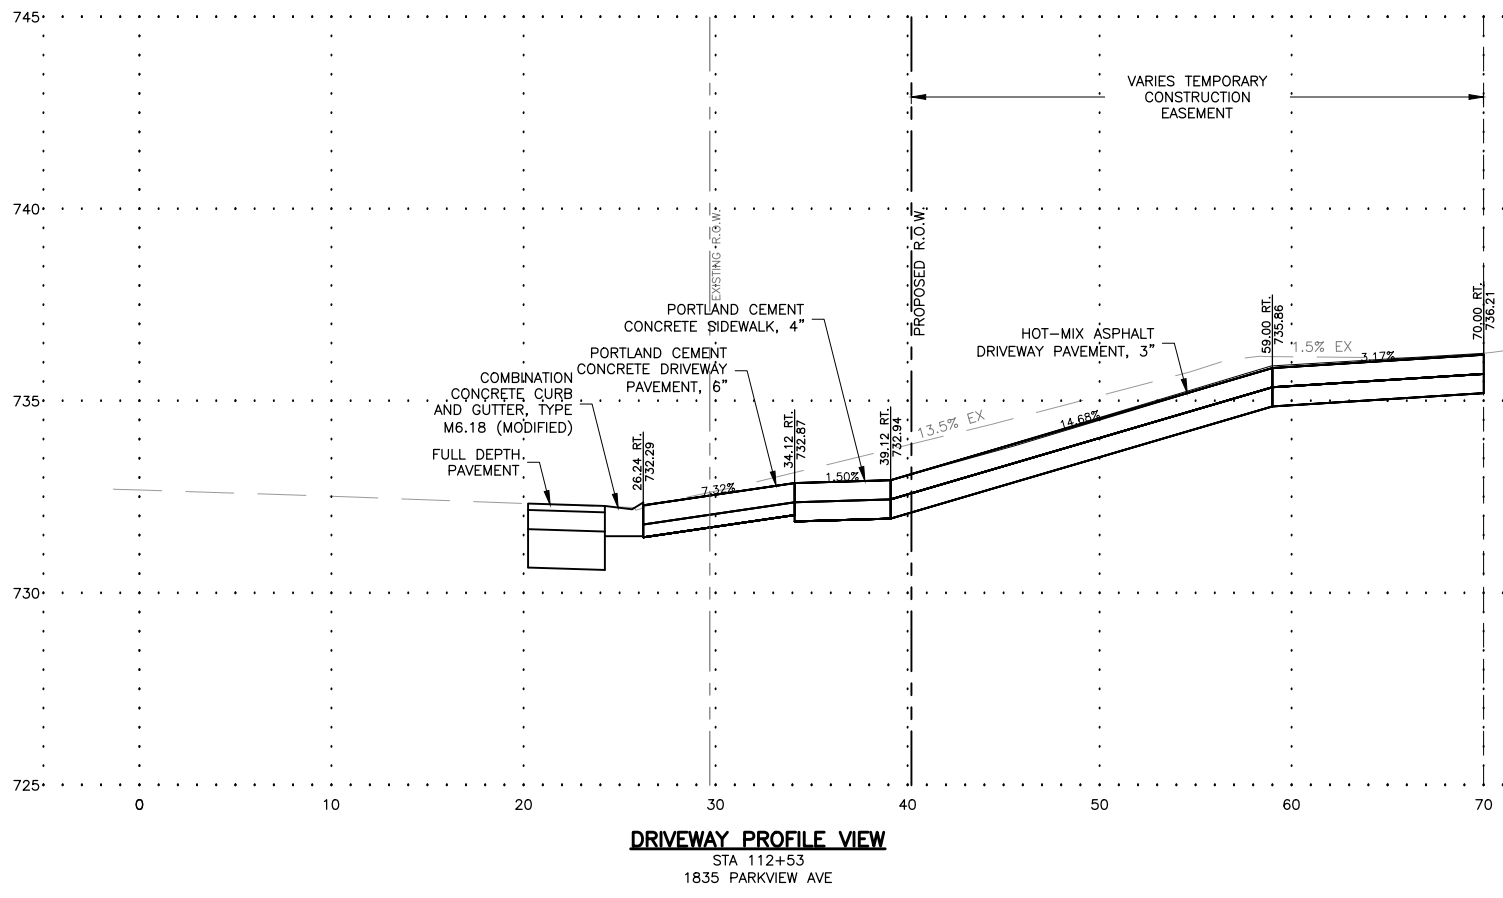 745
VARIES TEMPORARY
CONSTRUCTION
EASEMENT
740
EXISTING R.O.W.
PROPOSED R.O.W.
PORTLAND CEMENT
CONCRETE SIDEWALK, 4”
HOT-MIX ASPHALT
DRIVEWAY PAVEMENT, 3”
PORTLAND CEMENT
CONCRETE DRIVEWAY
PAVEMENT, 6”
COMBINATION
CONCRETE CURB
AND GUTTER, TYPE
M6.18 (MODIFIED)
FULL DEPTH
PAVEMENT
735
26.24 RT.
732.29
34.12 RT.
732.87
39.12 RT.
732.94
59.00 RT.
735.86
70.00 RT.
736.21
7.32%
1.50%
13.5% EX
14.68%
1.5% EX
3.17%
730
725
0
10
20
30
40
50
60
70
DRIVEWAY PROFILE VIEW
STA 112+53
1835 PARKVIEW AVE